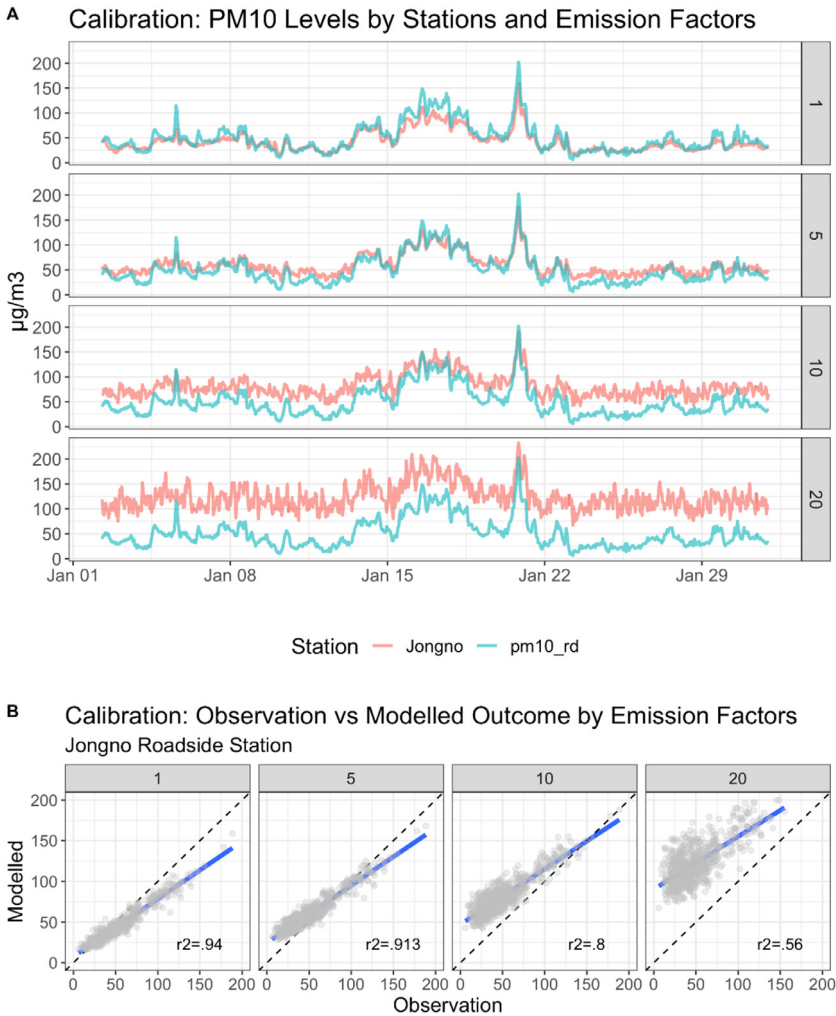 A
Calibration: PM10 Levels by Stations and Emission Factors
200
150
100
50
0
1
200
150
100
50
0
5
µg/m3
200
150
100
50
0
10
200
150
100
50
0
20
Jan 01 Jan 08 Jan 15 Jan 22 Jan 29
Station Jongno pm10_rd
B
Calibration: Observation vs Modelled Outcome by Emission Factors
Jongno Roadside Station
1 5 10 20
Modelled
200
150
100
50
0
r2=.94 r2=.913 r2=.8 r2=.56
0 50 100 150 200 0 50 100 150 200 0 50 100 150 200 0 50 100 150 200
Observation